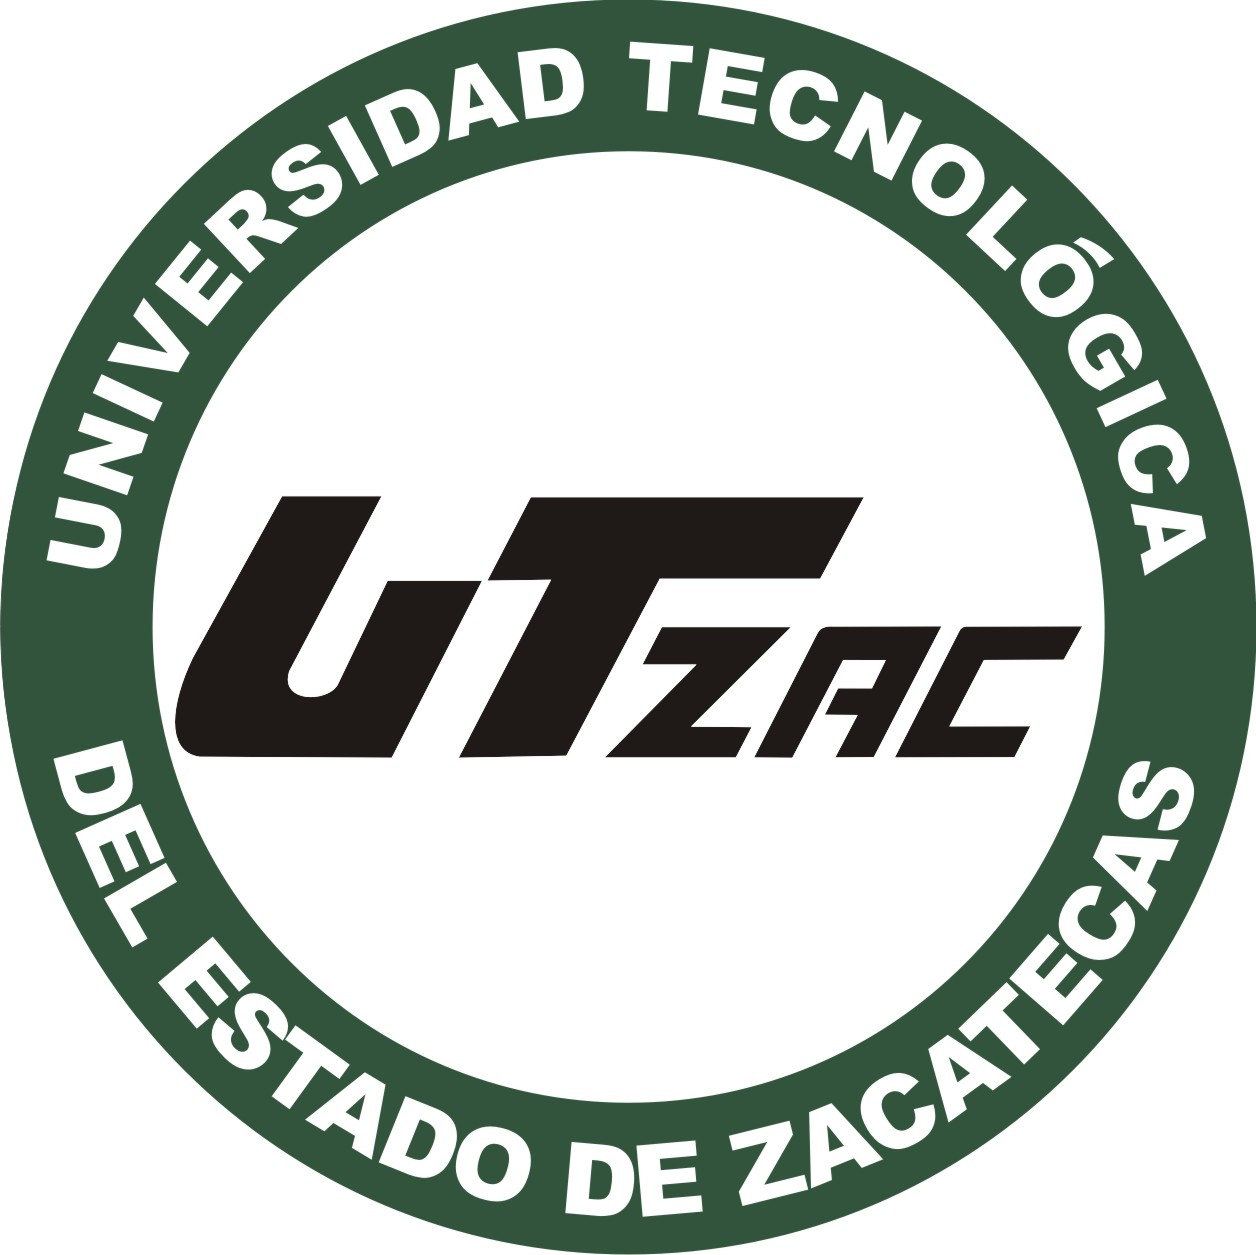 UNIVERSIDAD TECNOLÓGICA
UTZAC
DEL ESTADO DE ZACATECAS